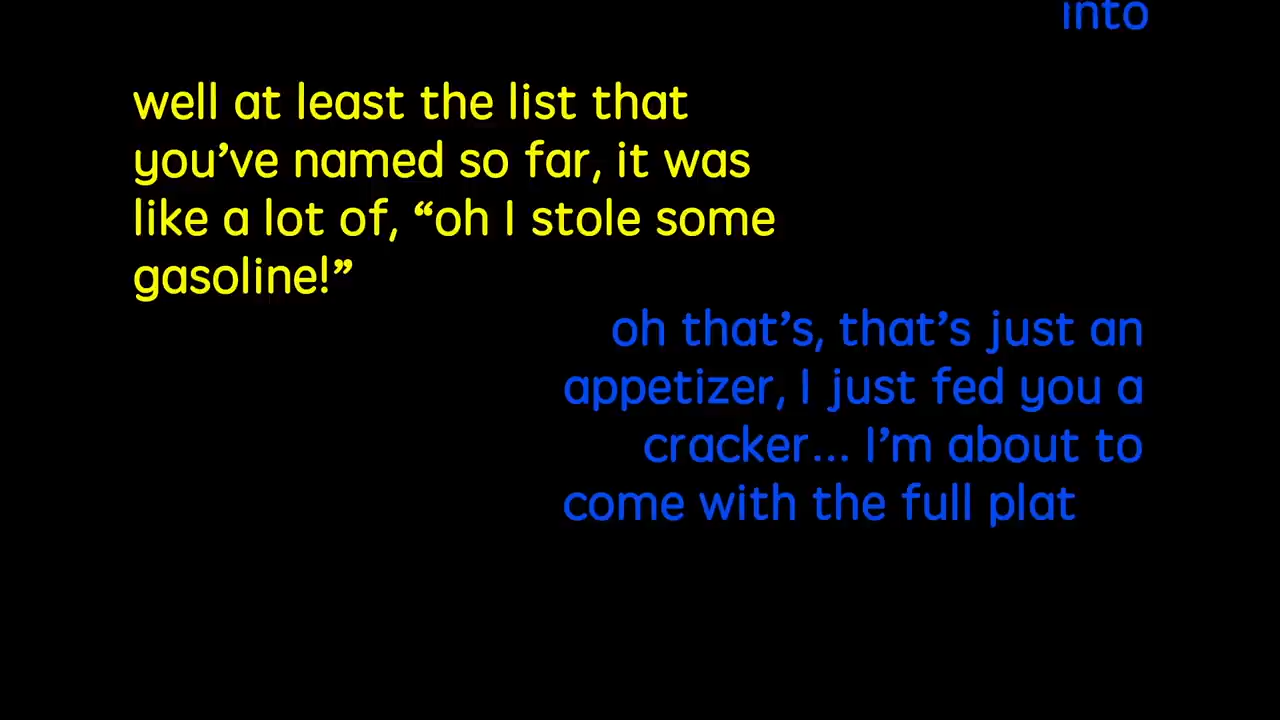 into
well at least the list that
you’ve named so far, it was
like a lot of, “oh I stole some
gasoline!”
oh that’s, that’s just an
appetizer, I just fed you a
cracker... I’m about to
come with the full plat